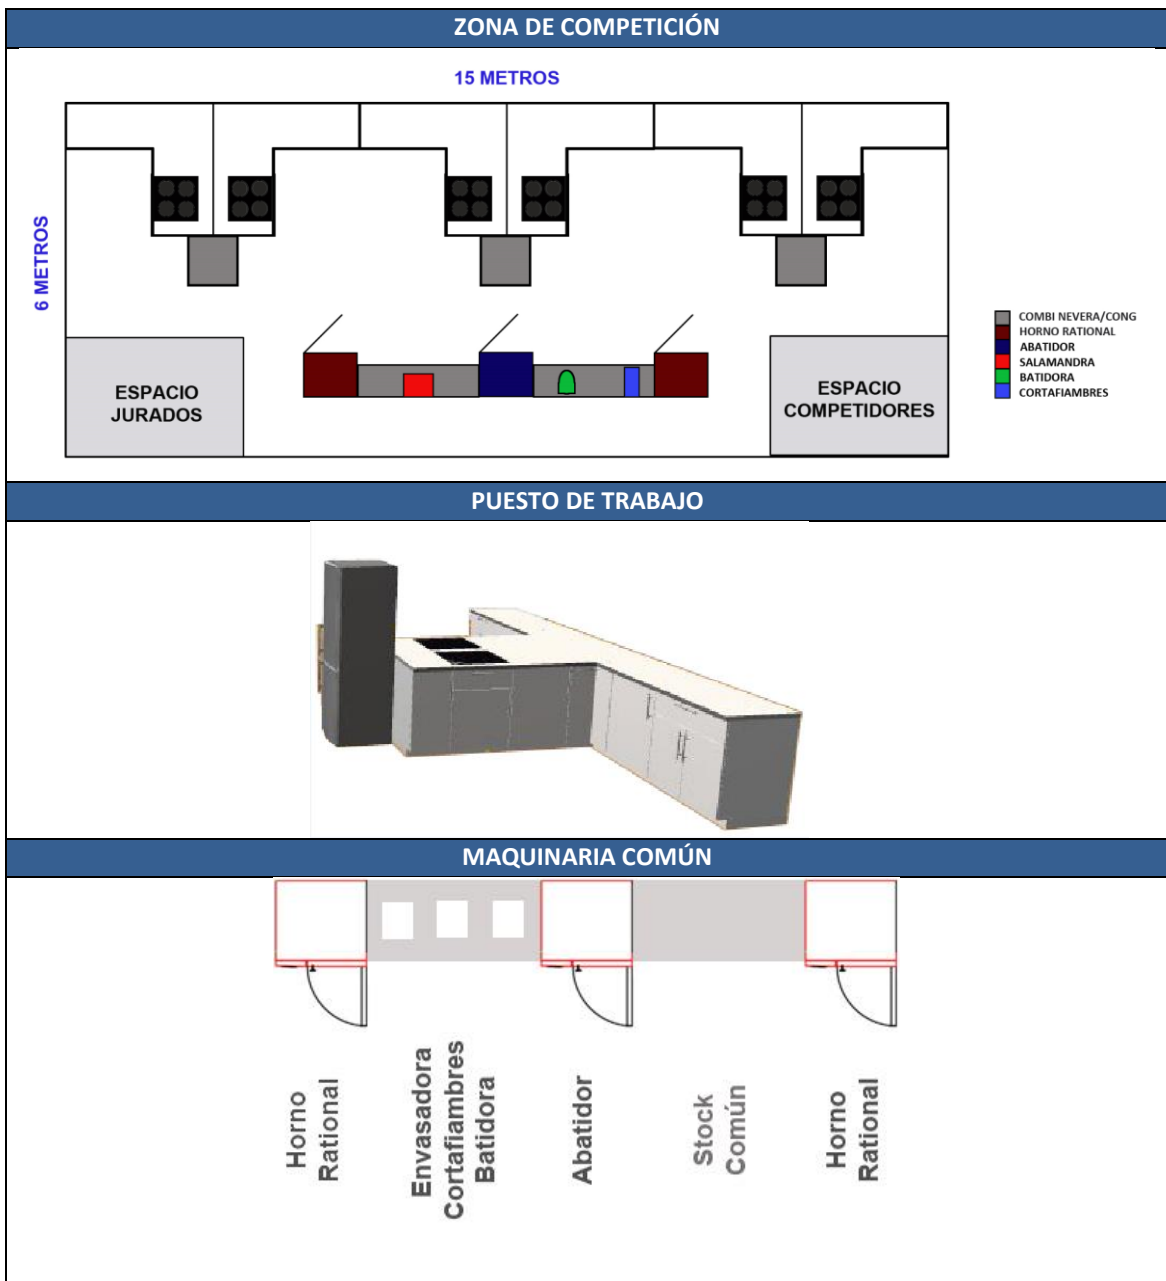 ZONA DE COMPETICIÓN
15 METROS
6 METROS
COMBI NEVERA/CONG
HORNO RATIONAL
ABATIDOR
SALAMANDRA
BATIDORA
CORTAFIAMBRES
ESPACIO
JURADOS
ESPACIO
COMPETIDORES
PUESTO DE TRABAJO
MAQUINARIA COMÚN
Horno
Rational
Envasadora
Cortafiambres
Batidora
Abatidor
Stock
Común
Horno
Rational